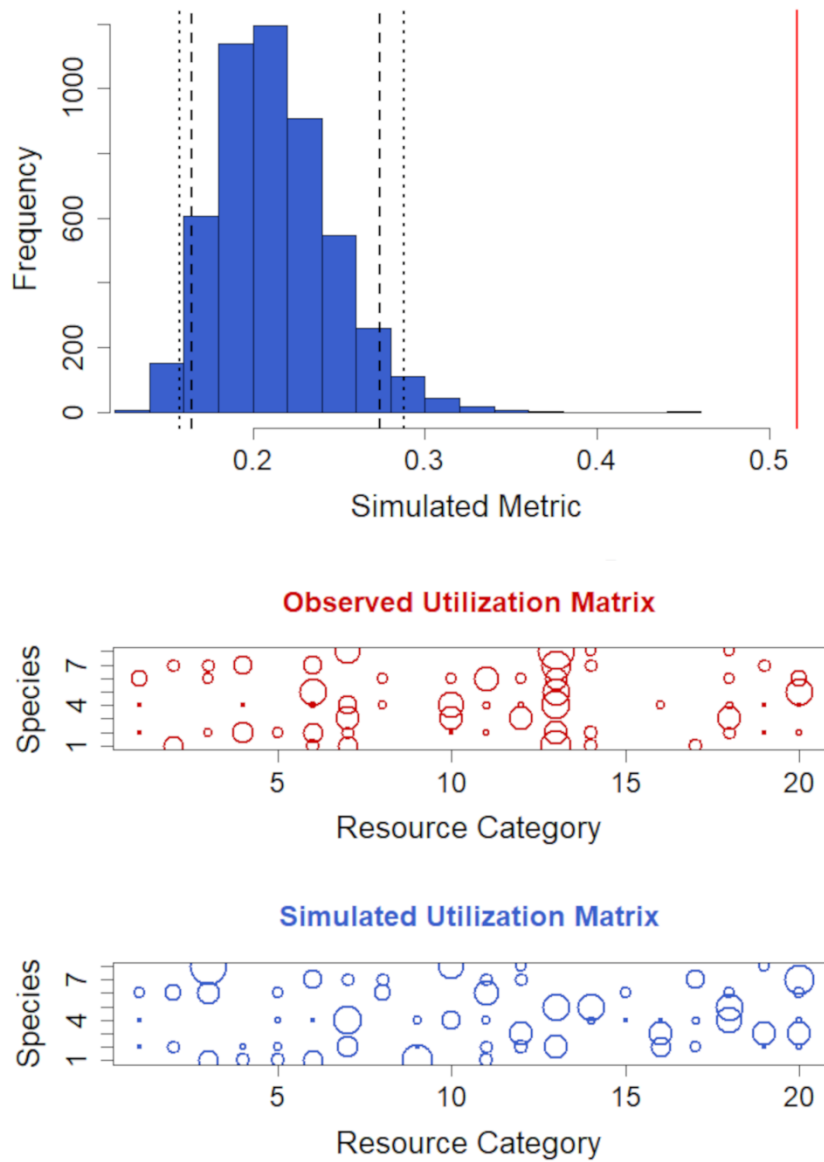 1000
600
200
0
Frequency
0.2 0.3 0.4 0.5
Simulated Metric
Observed Utilization Matrix
7
4
1
Species
5 10 15 20
Resource Category
Simulated Utilization Matrix
7
4
1
Species
5 10 15 20
Resource Category